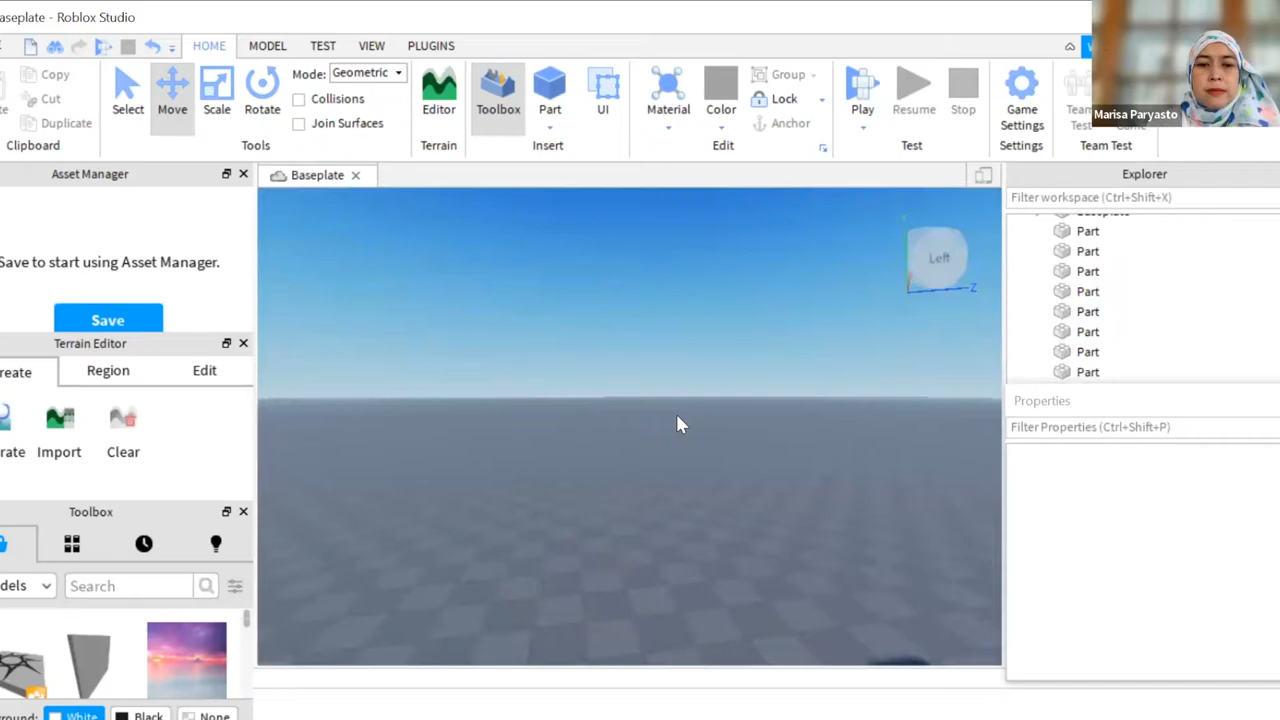 aseplate - Roblox Studio
HOME MODEL TEST VIEW PLUGINS
Copy
Cut
Duplicate
Clipboard
Select Move Scale Rotate
Mode: Geometric
Collisions
Join Surfaces
Tools
Editor
Terrain
Toolbox Part UI
Insert
Material Color
Group
Lock
Anchor
Edit
Play Resume Stop
Test
Game
Settings
Settings
Team Test
Marisa Paryasto
Asset Manager
Save to start using Asset Manager.
Save
Terrain Editor
reate Region Edit
rate Import Clear
Toolbox
dels Search
round: White Black None
Baseplate
Left
Z
Explorer
Filter workspace (Ctrl+Shift+X)
Baseplate
Part
Part
Part
Part
Part
Part
Part
Part
Properties
Filter Properties (Ctrl+Shift+P)